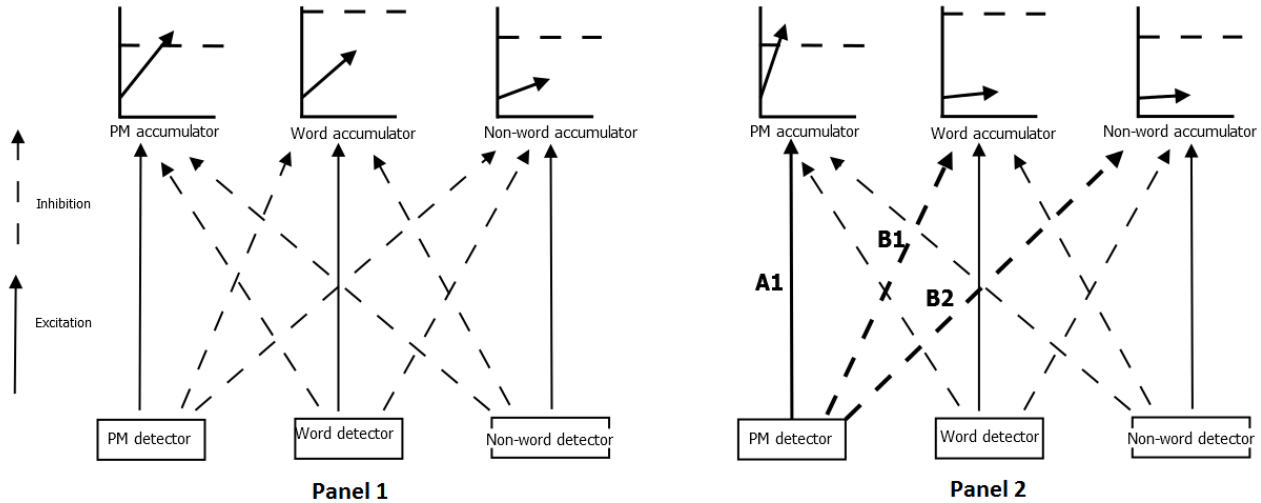 PM accumulator
Word accumulator
Non-word accumulator
PM accumulator
Word accumulator
Non-word accumulator
Inhibition
Excitation
B1
A1
B2
PM detector
Word detector
Non-word detector
PM detector
Word detector
Non-word detector
Panel 1
Panel 2